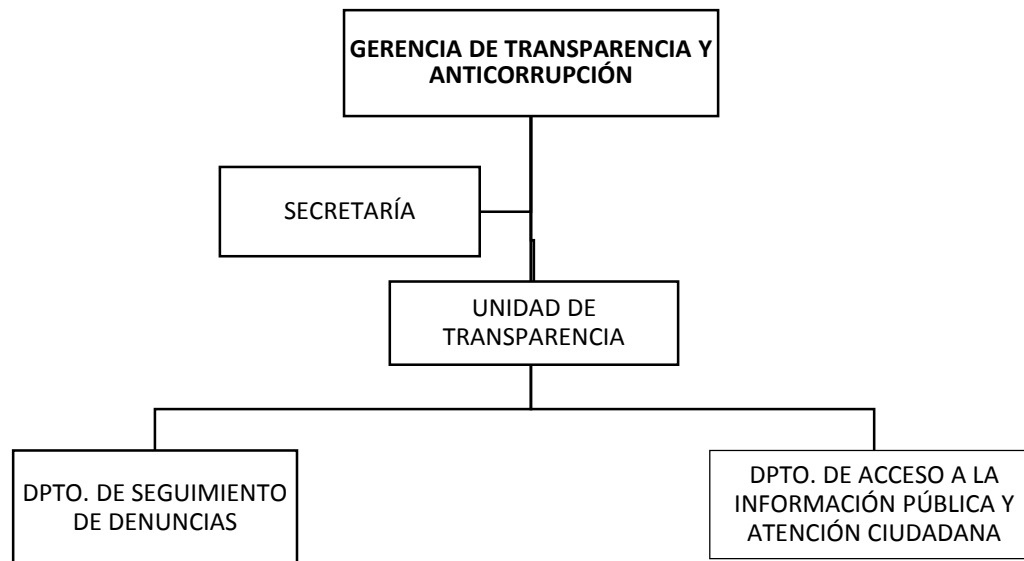 GERENCIA DE TRANSPARENCIA Y
ANTICORRUPCIÓN
SECRETARÍA
UNIDAD DE
TRANSPARENCIA
DPTO. DE SEGUIMIENTO
DE DENUNCIAS
DPTO. DE ACCESO A LA
INFORMACIÓN PÚBLICA Y
ATENCIÓN CIUDADANA